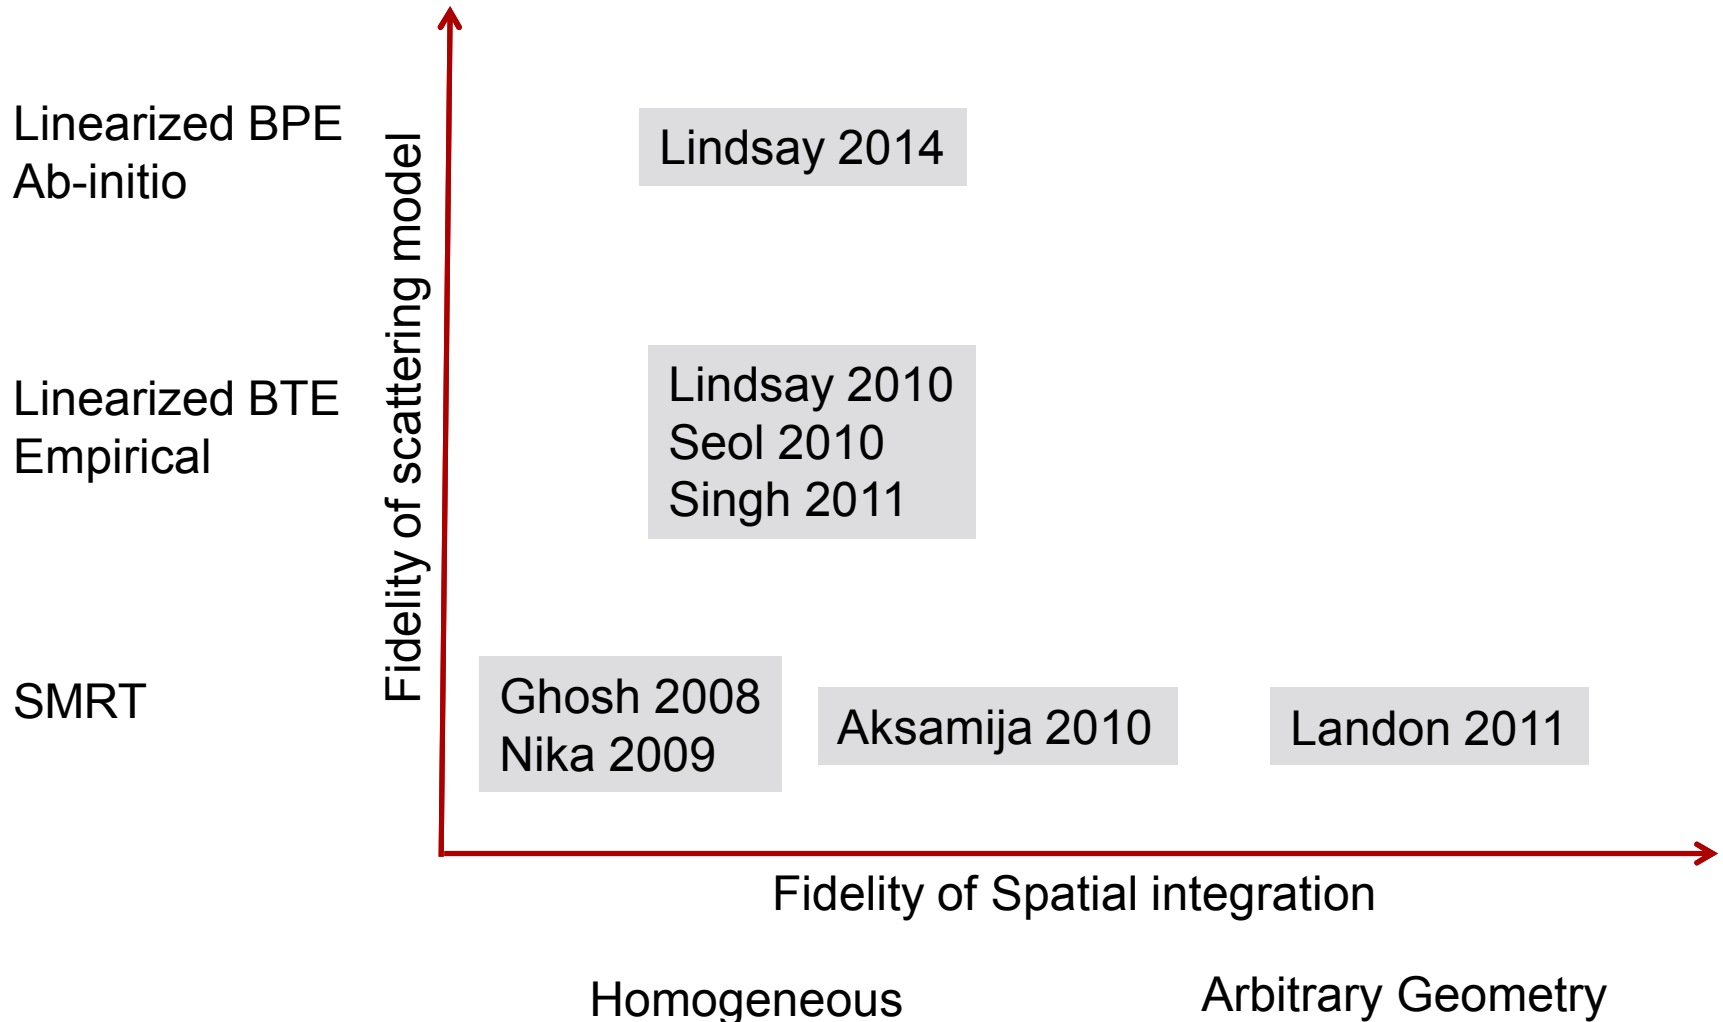 Linearized BPE
Ab-initio
Linearized BTE
Empirical
SMRT
Fidelity of scattering model
Lindsay 2014
Lindsay 2010
Seol 2010
Singh 2011
Ghosh 2008
Nika 2009
Aksamija 2010
Landon 2011
Fidelity of Spatial integration
Homogeneous
Arbitrary Geometry